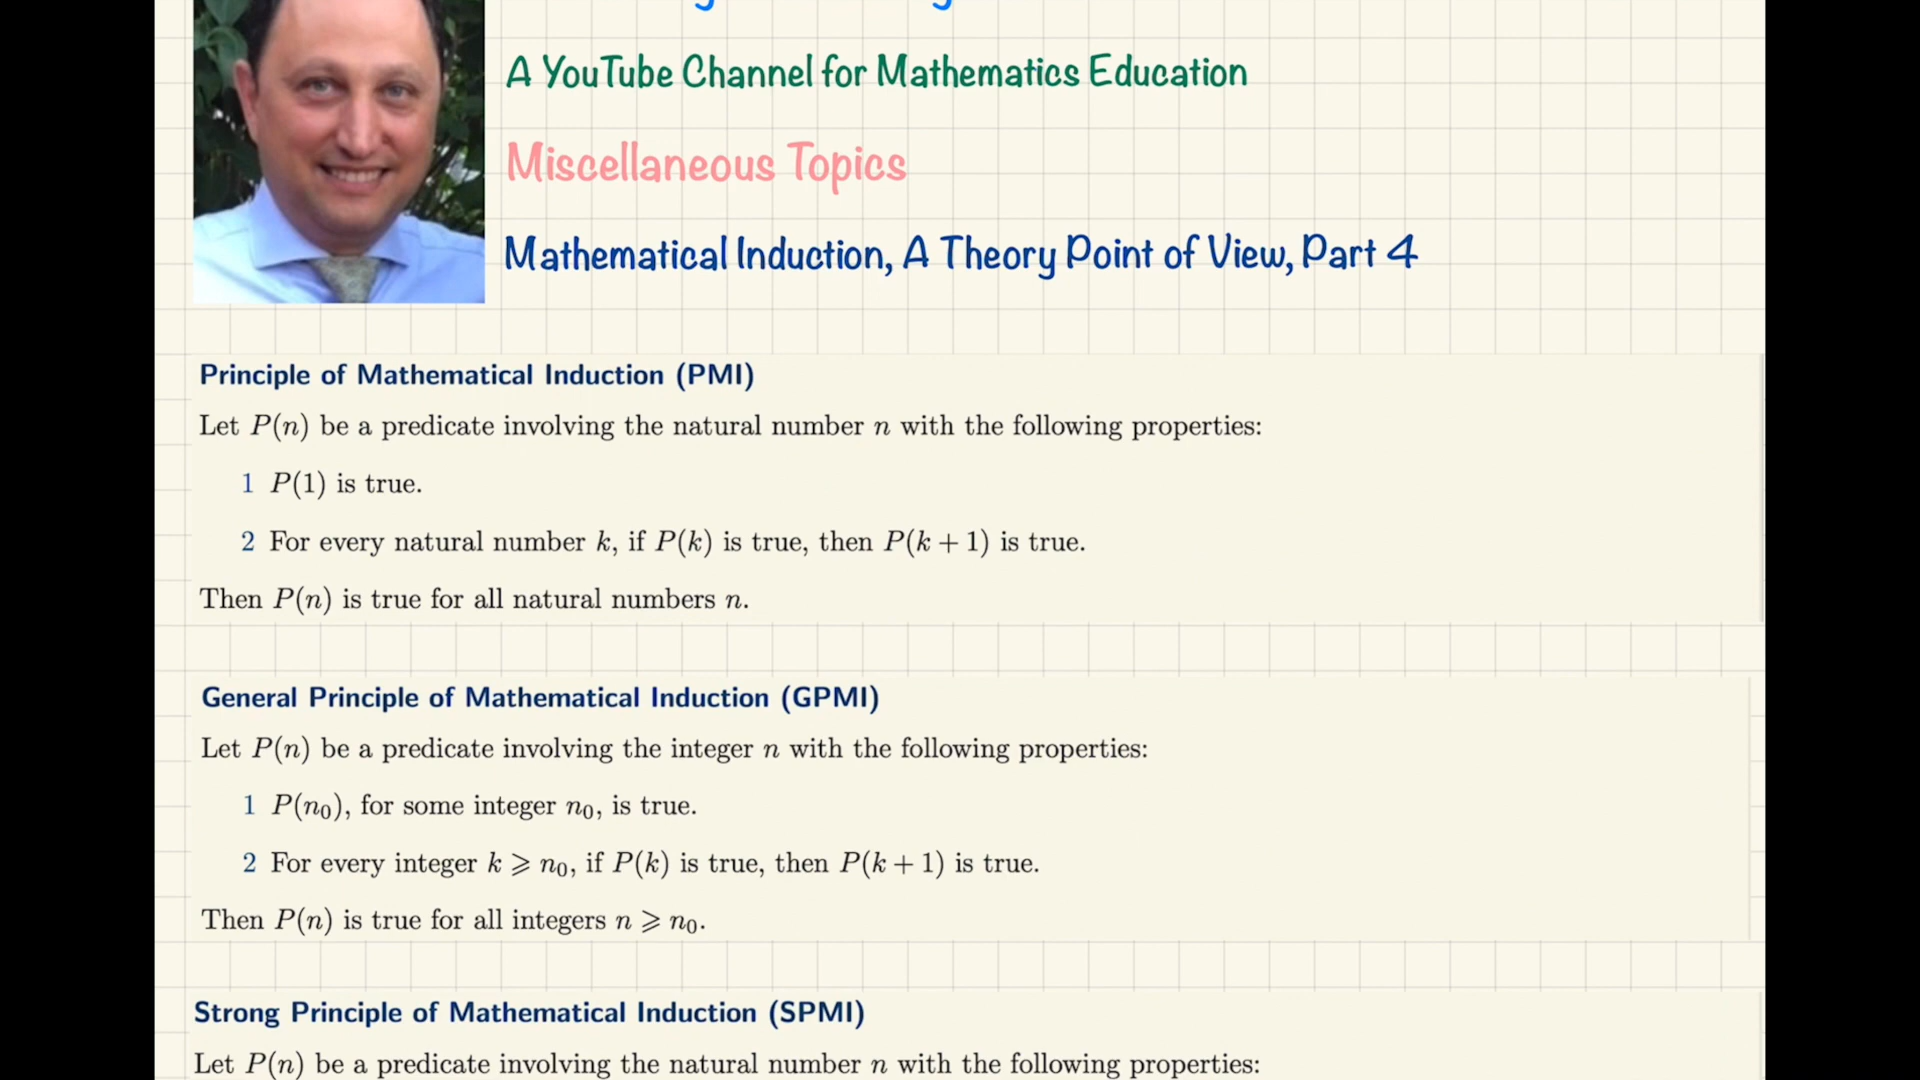 A YouTube Channel for Mathematics Education
Miscellaneous Topics
Mathematical Induction, A Theory Point of View, Part 4
Principle of Mathematical Induction (PMI)
Let P(n) be a predicate involving the natural number n with the following properties:
1 P(1) is true.
2 For every natural number k, if P(k) is true, then P(k + 1) is true.
Then P(n) is true for all natural numbers n.
General Principle of Mathematical Induction (GPMI)
Let P(n) be a predicate involving the integer n with the following properties:
1 P(n₀), for some integer n₀, is true.
2 For every integer k ⩾ n₀, if P(k) is true, then P(k + 1) is true.
Then P(n) is true for all integers n ⩾ n₀.
Strong Principle of Mathematical Induction (SPMI)
Let P(n) be a predicate involving the natural number n with the following properties: